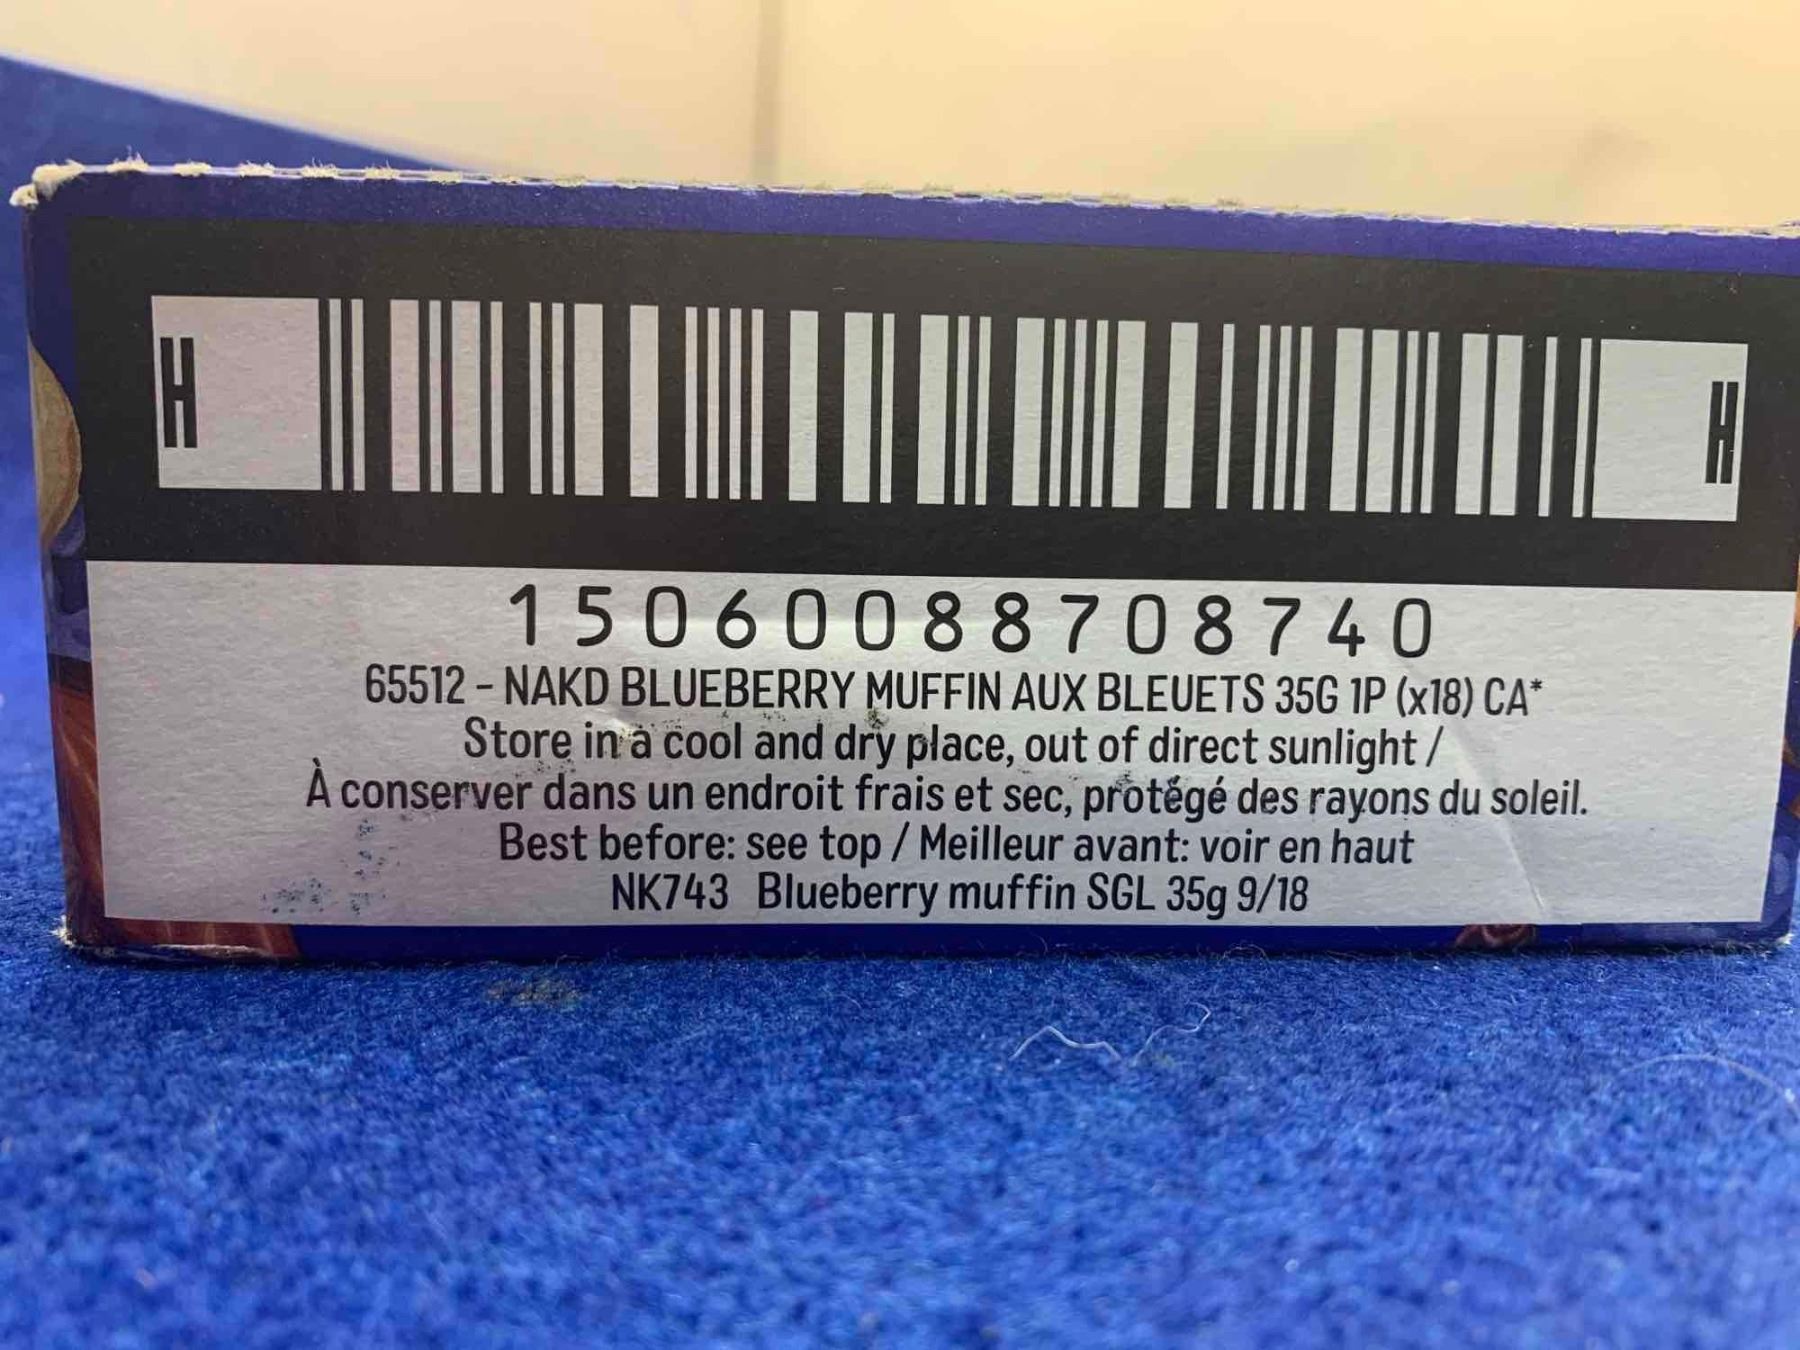 H H
15060088708740
65512 - NAKD BLUEBERRY MUFFIN AUX BLEUETS 35G 1P (x18) CA*
Store in a cool and dry place, out of direct sunlight /
À conserver dans un endroit frais et sec, protégé des rayons du soleil.
Best before: see top / Meilleur avant: voir en haut
NK743 Blueberry muffin SGL 35g 9/18